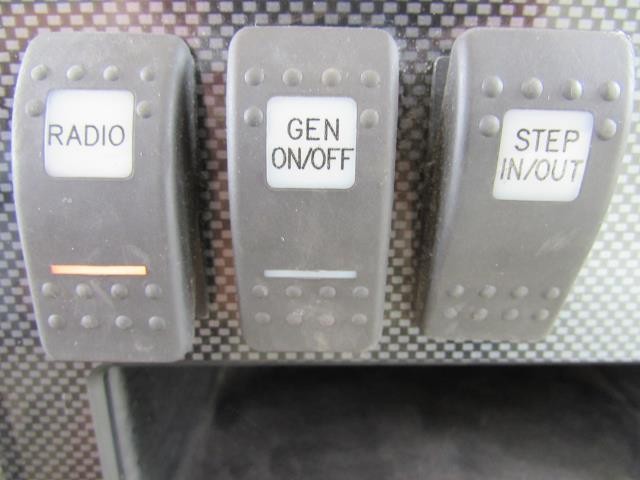 RADIO
GEN
ON/OFF
STEP
IN/OUT